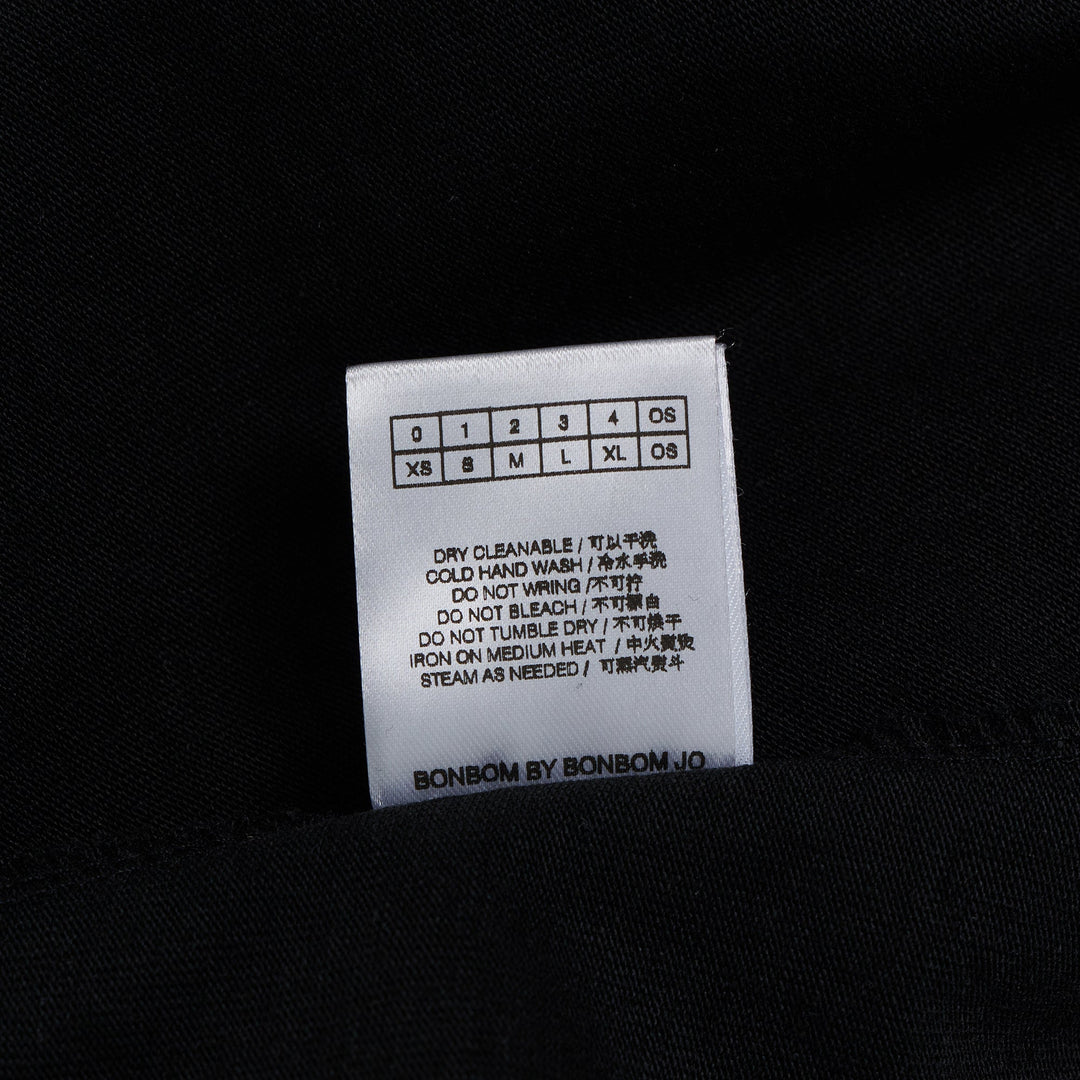 0 1 2 3 4 OS
XS S M L XL OS
DRY CLEANABLE / 可以干洗
COLD HAND WASH / 冷水手洗
DO NOT WRING /不可拧
DO NOT BLEACH / 不可漂白
DO NOT TUMBLE DRY / 不可烘干
IRON ON MEDIUM HEAT / 中火熨烫
STEAM AS NEEDED / 可蒸汽熨斗
BONBOM BY BONBOM JO